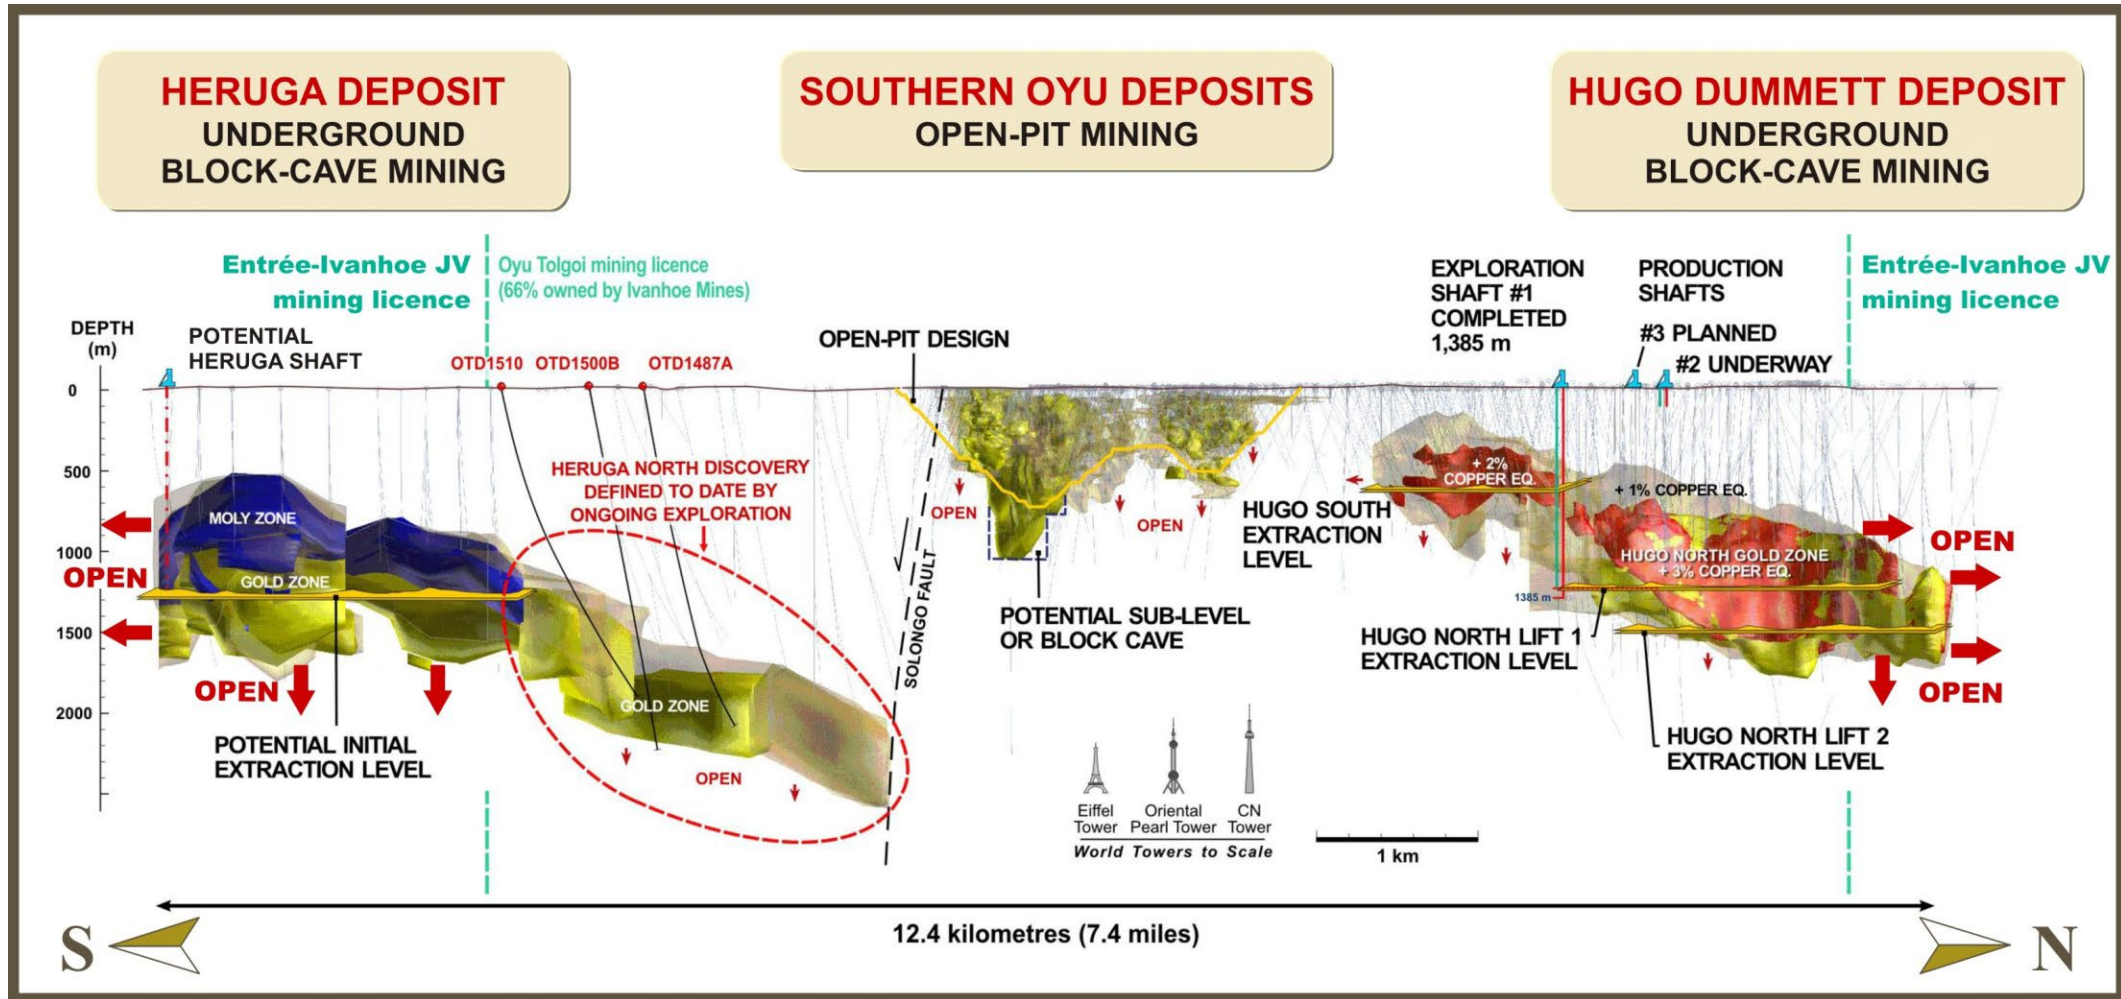 HERUGA DEPOSIT
UNDERGROUND
BLOCK-CAVE MINING
SOUTHERN OYU DEPOSITS
OPEN-PIT MINING
HUGO DUMMETT DEPOSIT
UNDERGROUND
BLOCK-CAVE MINING
Entrée-Ivanhoe JV
mining licence
Oyu Tolgoi mining licence
(66% owned by Ivanhoe Mines)
EXPLORATION
SHAFT #1
COMPLETED
1,385 m
PRODUCTION
SHAFTS
#3 PLANNED
#2 UNDERWAY
Entrée-Ivanhoe JV
mining licence
DEPTH
(m)
0
500
1000
1500
2000
POTENTIAL
HERUGA SHAFT
OTD1510
OTD1500B
OTD1487A
OPEN-PIT DESIGN
HERUGA NORTH DISCOVERY
DEFINED TO DATE BY
ONGOING EXPLORATION
MOLY ZONE
GOLD ZONE
OPEN
OPEN
POTENTIAL INITIAL
EXTRACTION LEVEL
GOLD ZONE
OPEN
SOLONGO FAULT
OPEN
OPEN
POTENTIAL SUB-LEVEL
OR BLOCK CAVE
HUGO SOUTH
EXTRACTION
LEVEL
+ 2%
COPPER EQ.
+ 1% COPPER EQ.
HUGO NORTH GOLD ZONE
+ 3% COPPER EQ.
1385 m
OPEN
OPEN
HUGO NORTH LIFT 1
EXTRACTION LEVEL
HUGO NORTH LIFT 2
EXTRACTION LEVEL
Eiffel
Tower
Oriental
Pearl Tower
CN
Tower
World Towers to Scale
1 km
12.4 kilometres (7.4 miles)
S
N